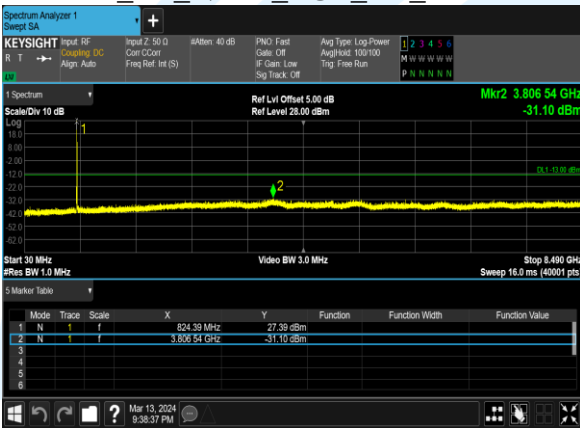 Spectrum Analyzer 1
Swept SA
+
KEYSIGHT Input: RF Input Z: 50 Ω #Atten: 40 dB PNO: Fast Avg Type: Log-Power 1 2 3 4 5 6
R T Coupling: DC Corr CCorr Gate: Off Avg|Hold: 100/100 M W W W W W
Align: Auto Freq Ref: Int (S) IF Gain: Low Trig: Free Run
LV Sig Track: Off P N N N N N
1 Spectrum Ref Lvl Offset 5.00 dB Mkr2 3.806 54 GHz
Scale/Div 10 dB Ref Level 28.00 dBm -31.10 dBm
Log
18.0 1
8.00
-2.00
-12.0 DL1 -13.00 dBm
-22.0 2
-32.0
-42.0
-52.0
-62.0
Start 30 MHz Video BW 3.0 MHz Stop 8.490 GHz
#Res BW 1.0 MHz Sweep 16.0 ms (40001 pts
5 Marker Table
Mode Trace Scale X Y Function Function Width Function Value
1 N 1 f 824.39 MHz 27.39 dBm
2 N 1 f 3.806 54 GHz -31.10 dBm
3
4
5
6
? Mar 13, 2024
9:38:37 PM